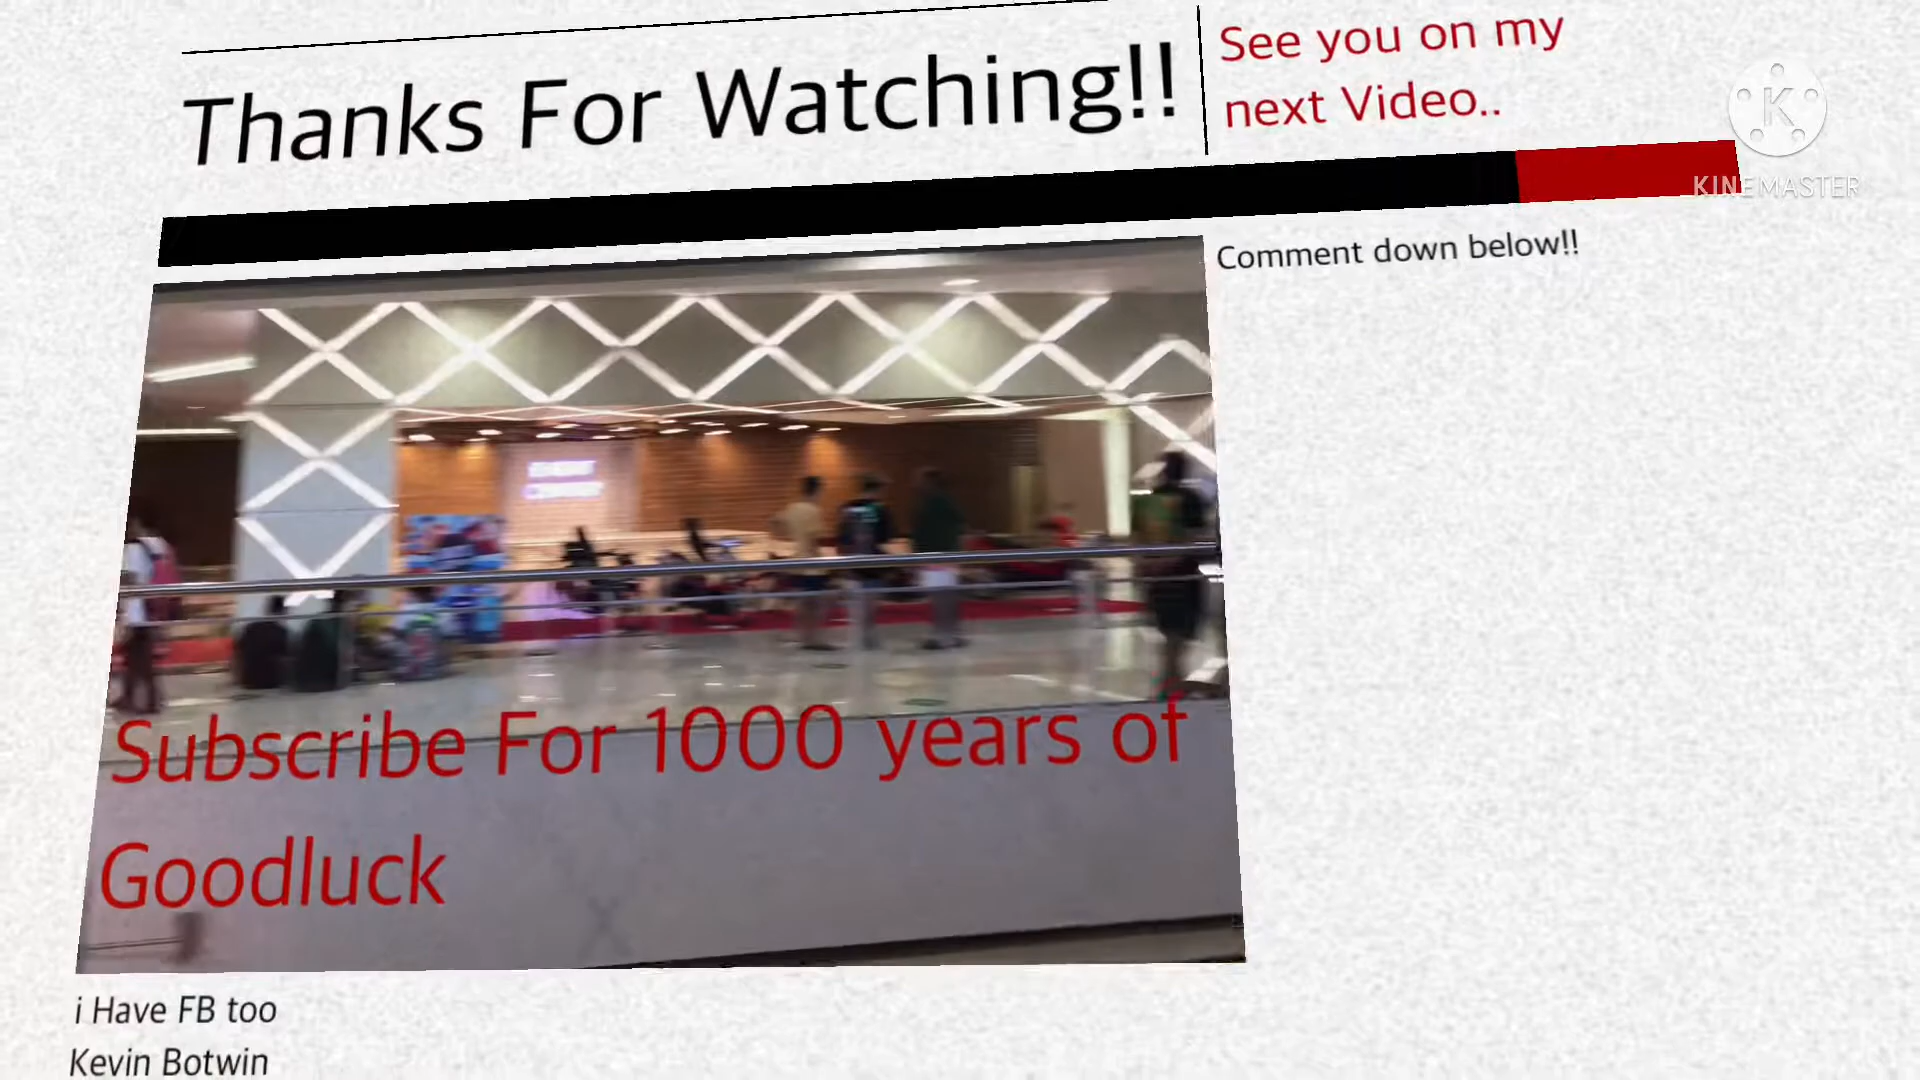 Thanks For Watching!!
See you on my
next Video..
KINEMASTER
Comment down below!!
Subscribe For 1000 years of
Goodluck
i Have FB too
Kevin Botwin